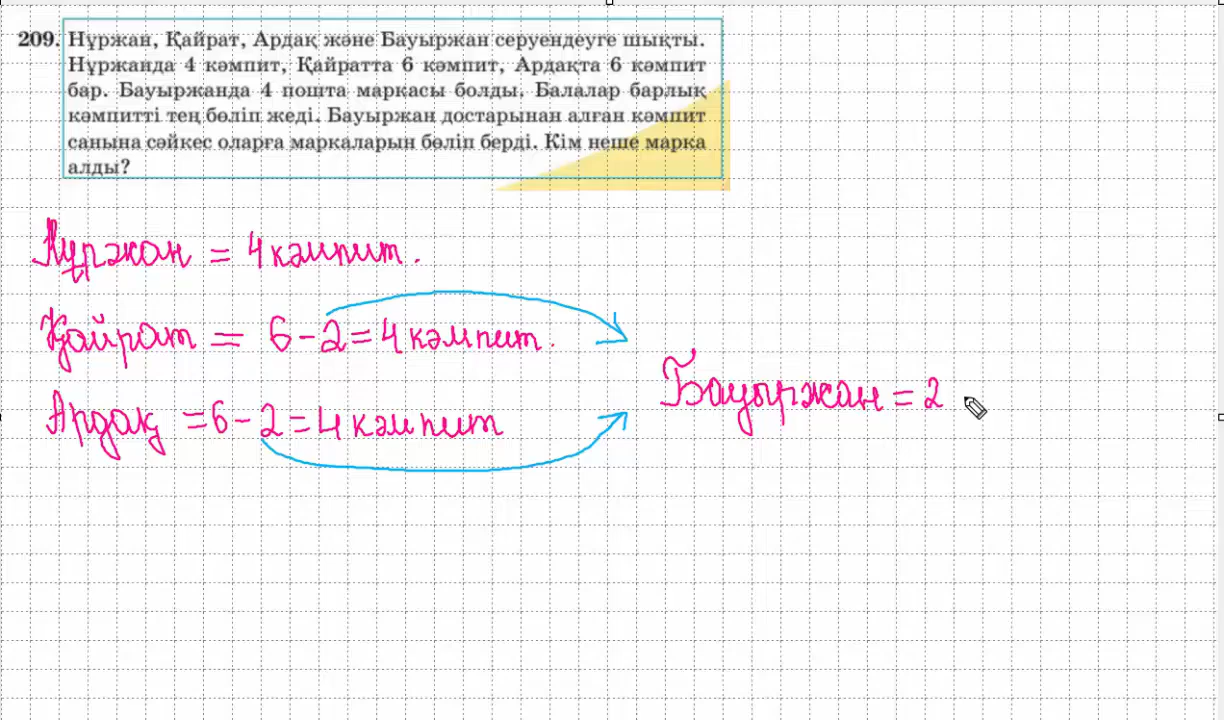 209. Нұржан, Қайрат, Ардақ және Бауыржан серуендеуге шықты.
Нұржанда 4 кәмпит, Қайратта 6 кәмпит, Ардақта 6 кәмпит
бар. Бауыржанда 4 пошта маркасы болды. Балалар барлық
кәмпитті тең бөліп жеді. Бауыржан достарынан алған кәмпит
санына сәйкес оларға маркаларын бөліп берді. Кім неше марка
алды?
Нұржан = 4 кәмпит.
Қайрат = 6-2=4 кәмпит.
Ардақ =6-2=4 кәмпит
Бауыржан = 2